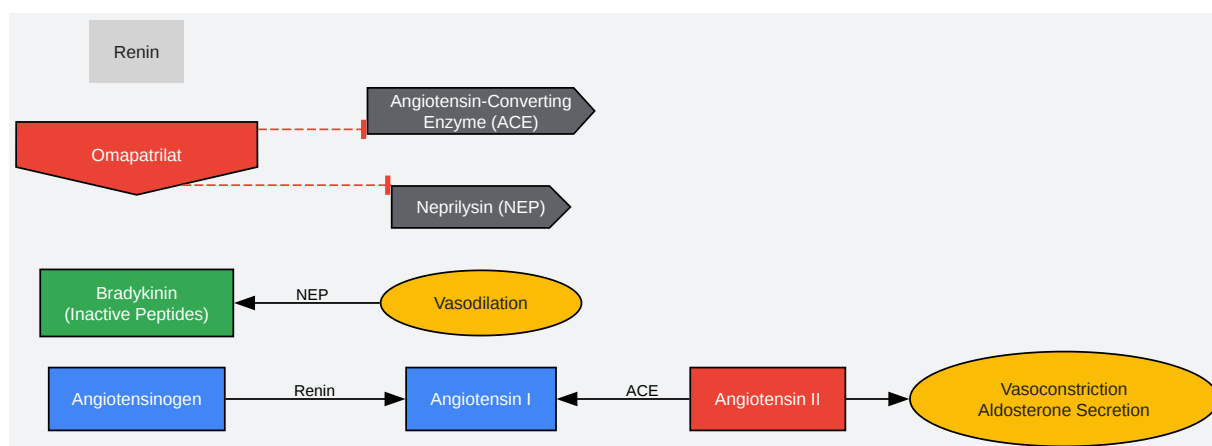 Renin
Angiotensin-Converting
Enzyme (ACE)
Omapatrilat
Neprilysin (NEP)
Bradykinin
(Inactive Peptides)
NEP
Vasodilation
Angiotensinogen
Renin
Angiotensin I
ACE
Angiotensin II
Vasoconstriction
Aldosterone Secretion